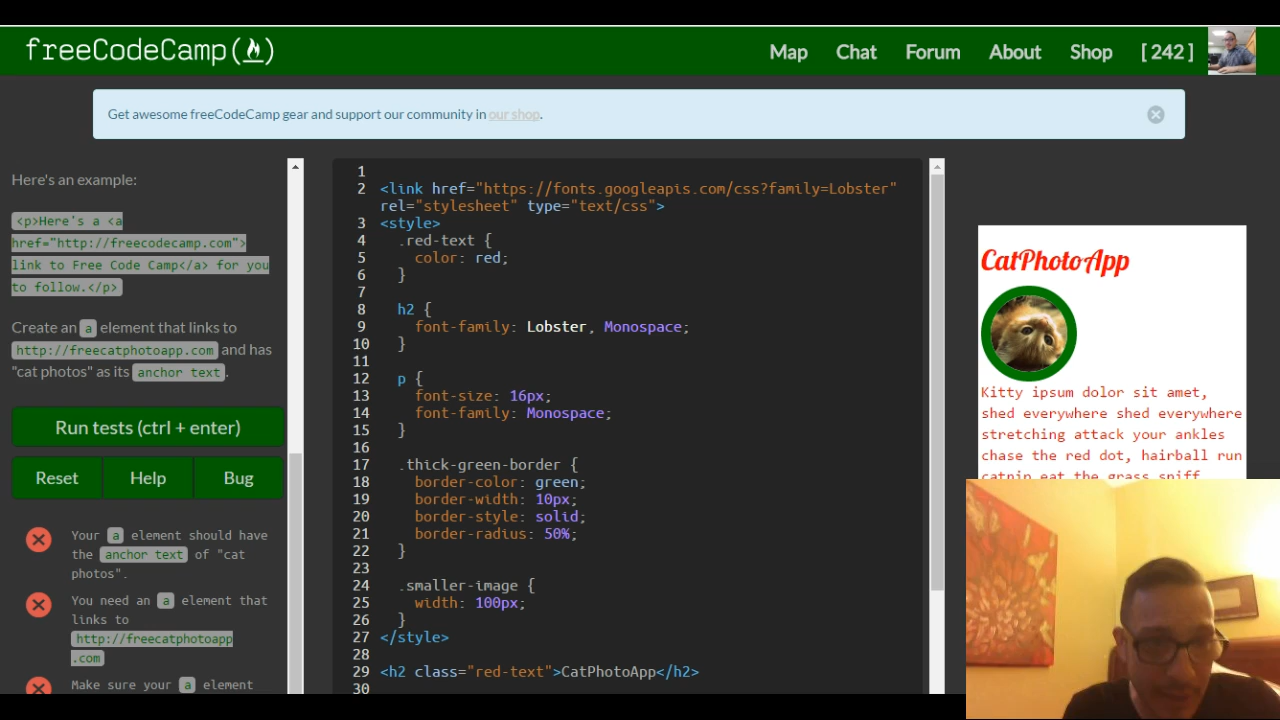 freeCodeCamp
Map Chat Forum About Shop [ 242 ]
Get awesome freeCodeCamp gear and support our community in our shop.
Here's an example:
<p>Here's a <a
href="http://freecodecamp.com">
link to Free Code Camp</a> for you
to follow.</p>
Create an a element that links to
http://freecatphotoapp.com and has
"cat photos" as its anchor text.
Run tests (ctrl + enter)
Reset Help Bug
Your a element should have
the anchor text of "cat
photos".
You need an a element that
links to
http://freecatphotoapp
.com
Make sure your a element
1
2 <link href="https://fonts.googleapis.com/css?family=Lobster"
rel="stylesheet" type="text/css">
3 <style>
4 .red-text {
5 color: red;
6 }
7
8 h2 {
9 font-family: Lobster, Monospace;
10 }
11
12 p {
13 font-size: 16px;
14 font-family: Monospace;
15 }
16
17 .thick-green-border {
18 border-color: green;
19 border-width: 10px;
20 border-style: solid;
21 border-radius: 50%;
22 }
23
24 .smaller-image {
25 width: 100px;
26 }
27 </style>
28
29 <h2 class="red-text">CatPhotoApp</h2>
30
CatPhotoApp
Kitty ipsum dolor sit amet,
shed everywhere shed everywhere
stretching attack your ankles
chase the red dot, hairball run
catnip eat the grass sniff